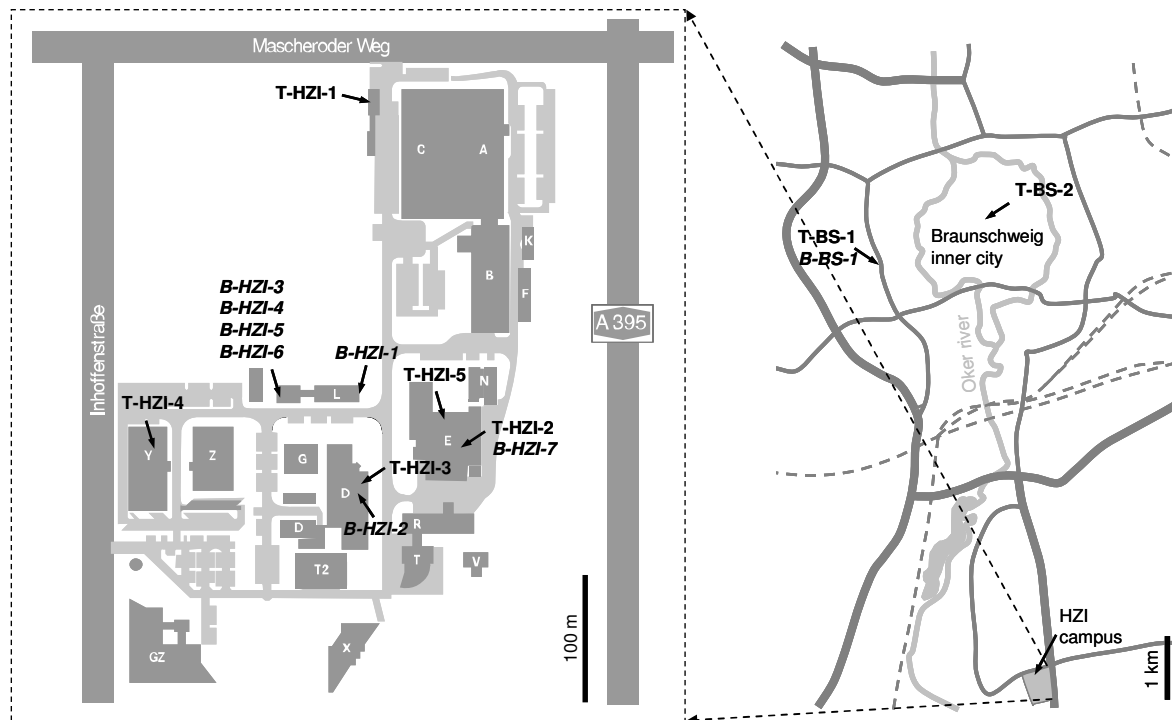 Mascheroder Weg
T-HZI-1
C
A
K
B
F
B-HZI-3
B-HZI-4
B-HZI-5
B-HZI-6
B-HZI-1
A 395
Inhoffenstraße
L
T-HZI-5
N
T-HZI-4
T-HZI-2
B-HZI-7
E
Y
Z
G
T-HZI-3
D
B-HZI-2
D
R
T
V
T2
100 m
GZ
X
T-BS-2
T-BS-1
B-BS-1
Braunschweig
inner city
Oker river
HZI
campus
1 km